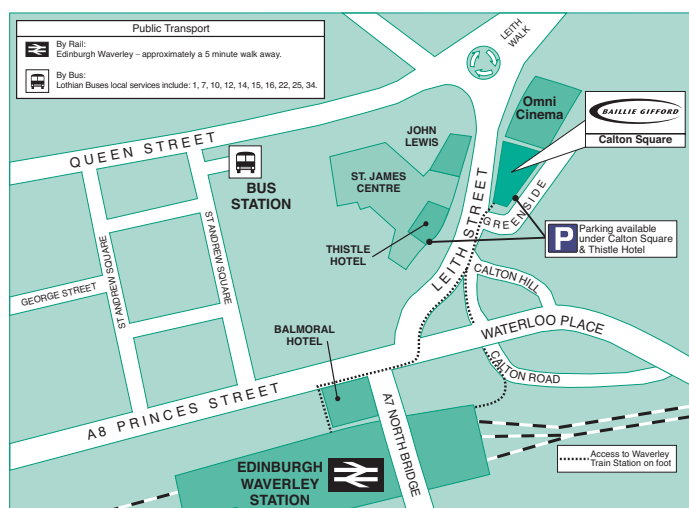 Public Transport
By Rail:
Edinburgh Waverley – approximately a 5 minute walk away.
By Bus:
Lothian Buses local services include: 1, 7, 10, 12, 14, 15, 16, 22, 25, 34.
LEITH
WALK
Omni
Cinema
BAILLIE GIFFORD
Calton Square
JOHN
LEWIS
QUEEN STREET
BUS
STATION
ST. JAMES
CENTRE
LEITH STREET
GREENSIDE
P
Parking available
under Calton Square
& Thistle Hotel
THISTLE
HOTEL
ST ANDREW SQUARE
ST ANDREW SQUARE
GEORGE STREET
CALTON HILL
BALMORAL
HOTEL
WATERLOO PLACE
CALTON ROAD
A8 PRINCES STREET
A7 NORTH BRIDGE
EDINBURGH
WAVERLEY
STATION
Access to Waverley
Train Station on foot